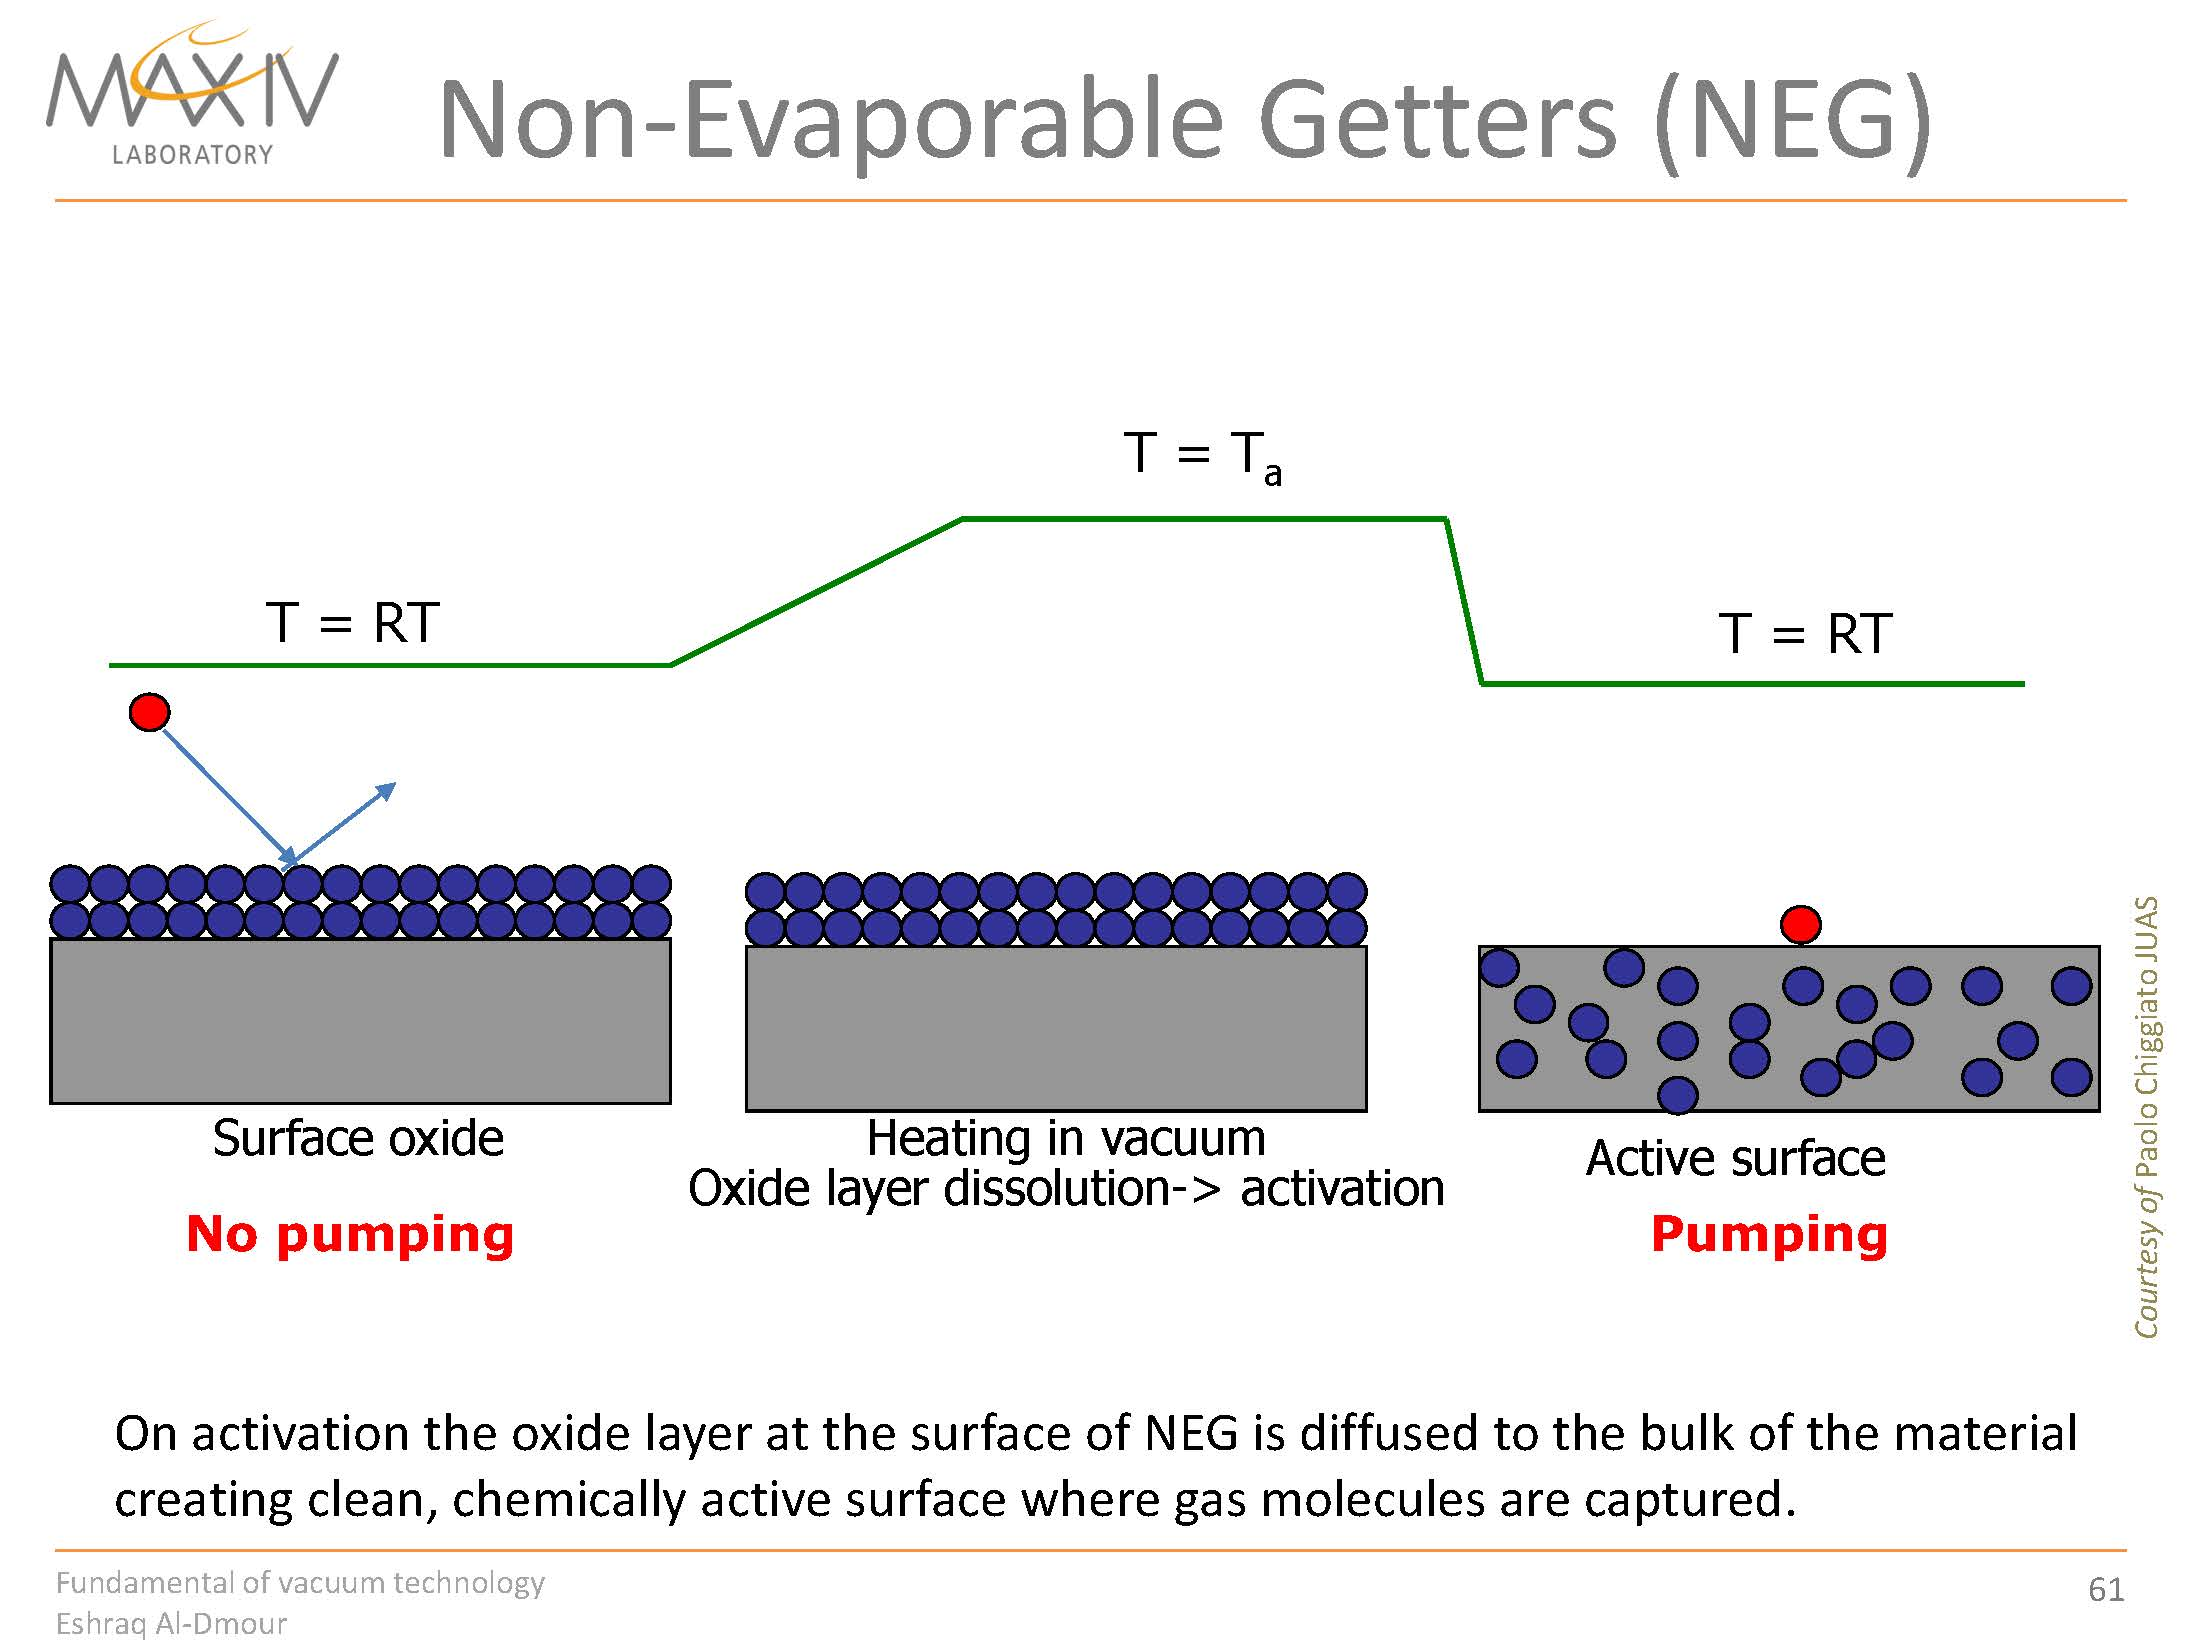 MAX IV
LABORATORY
Non-Evaporable Getters (NEG)
T = Ta
T = RT
T = RT
Surface oxide
No pumping
Heating in vacuum
Oxide layer dissolution-> activation
Active surface
Pumping
Courtesy of Paolo Chiggiato JUAS
On activation the oxide layer at the surface of NEG is diffused to the bulk of the material
creating clean, chemically active surface where gas molecules are captured.
Fundamental of vacuum technology
Eshraq Al-Dmour
61